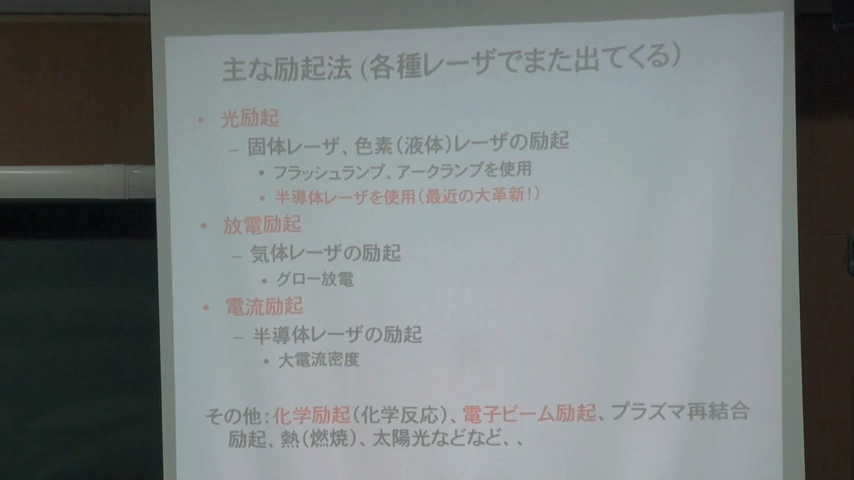 主な励起法 (各種レーザでまた出てくる)
• 光励起
– 固体レーザ、色素(液体)レーザの励起
• フラッシュランプ、アークランプを使用
• 半導体レーザを使用(最近の大革新!)
• 放電励起
– 気体レーザの励起
• グロー放電
• 電流励起
– 半導体レーザの励起
• 大電流密度
その他:化学励起(化学反応)、電子ビーム励起、プラズマ再結合
励起、熱(燃焼)、太陽光などなど、、